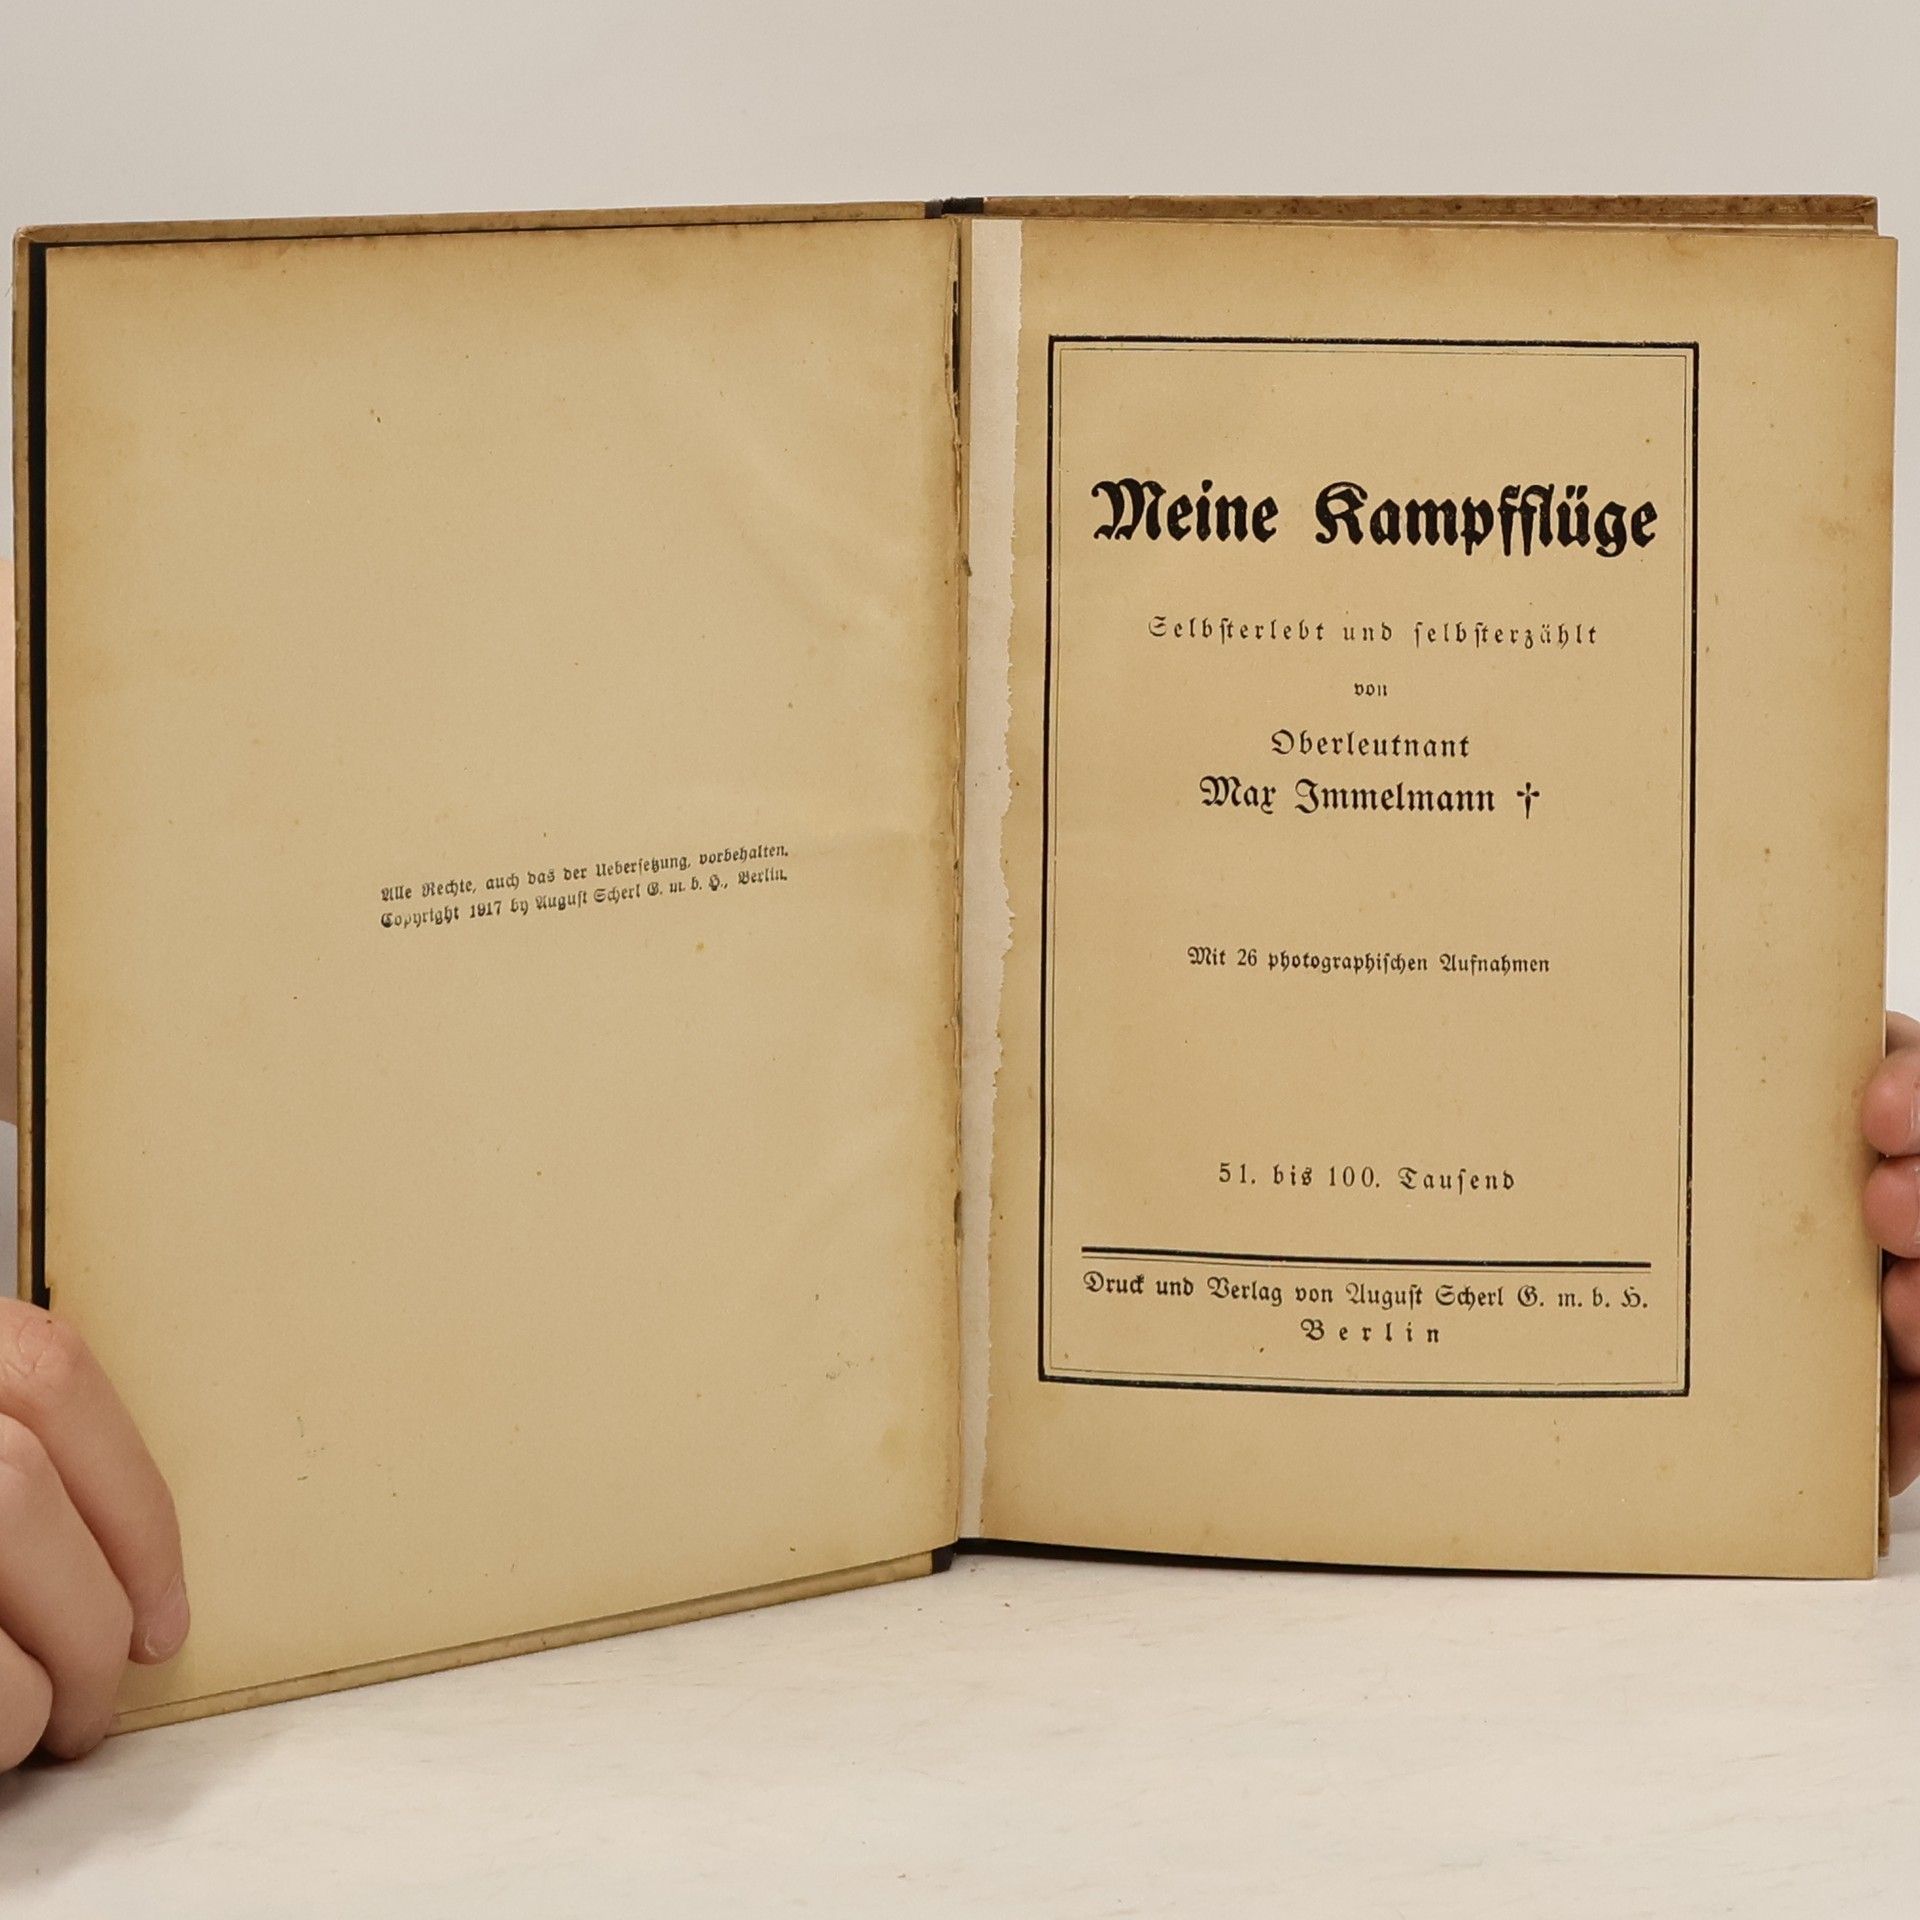 Alle Rechte, auch das der Uebersetzung, vorbehalten.
Copyright 1917 by August Scherl G. m. b. H., Berlin.
Meine Kampfflüge
Selbsterlebt und selbsterzählt
von
Oberleutnant
Max Immelmann †
Mit 26 photographischen Aufnahmen
51. bis 100. Tausend
Druck und Verlag von August Scherl G. m. b. H.
Berlin